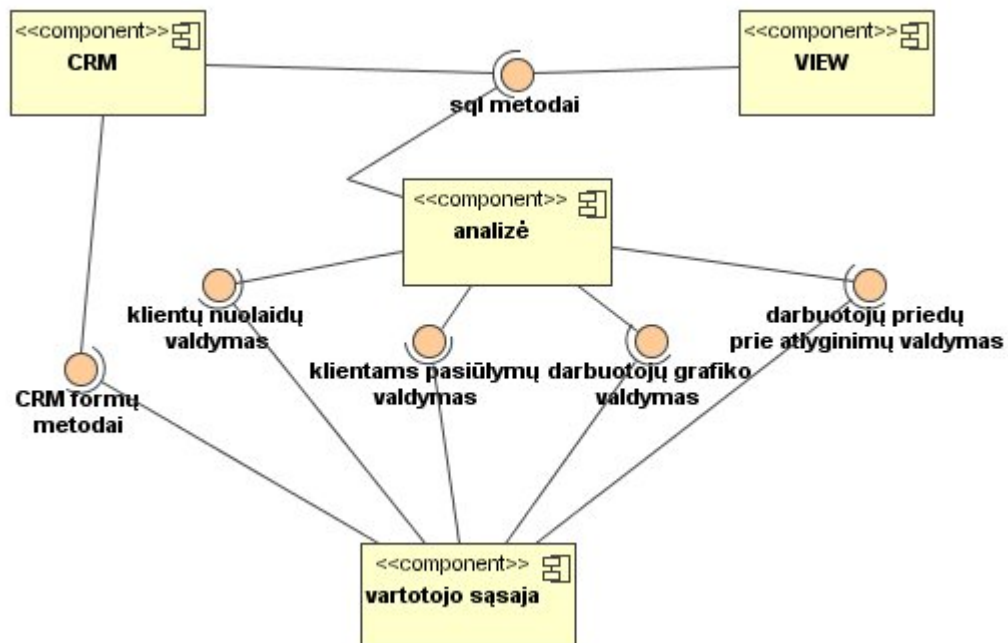 <<component>>
CRM
<<component>>
VIEW
sql metodai
<<component>>
analizė
klientų nuolaidų
valdymas
klientams pasiūlymų
valdymas
darbuotojų grafiko
valdymas
darbuotojų priedų
prie atlyginimų valdymas
CRM formų
metodai
<<component>>
vartotojo sąsaja